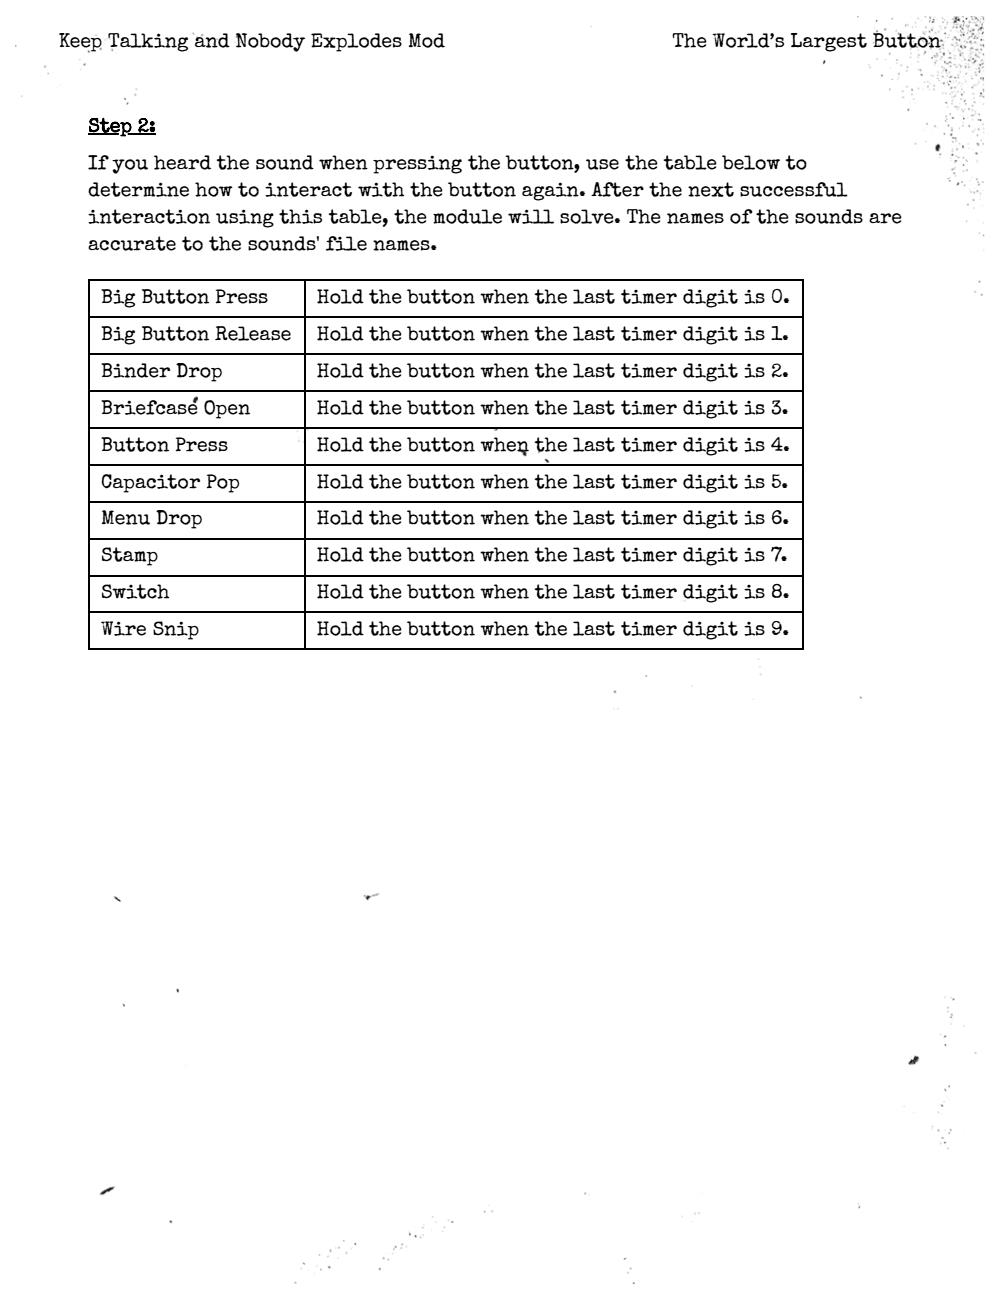 Keep Talking and Nobody Explodes Mod The World's Largest Button
Step 2:
If you heard the sound when pressing the button, use the table below to
determine how to interact with the button again. After the next successful
interaction using this table, the module will solve. The names of the sounds are
accurate to the sounds' file names.
Big Button Press Hold the button when the last timer digit is 0.
Big Button Release Hold the button when the last timer digit is 1.
Binder Drop Hold the button when the last timer digit is 2.
Briefcase Open Hold the button when the last timer digit is 3.
Button Press Hold the button when the last timer digit is 4.
Capacitor Pop Hold the button when the last timer digit is 5.
Menu Drop Hold the button when the last timer digit is 6.
Stamp Hold the button when the last timer digit is 7.
Switch Hold the button when the last timer digit is 8.
Wire Snip Hold the button when the last timer digit is 9.